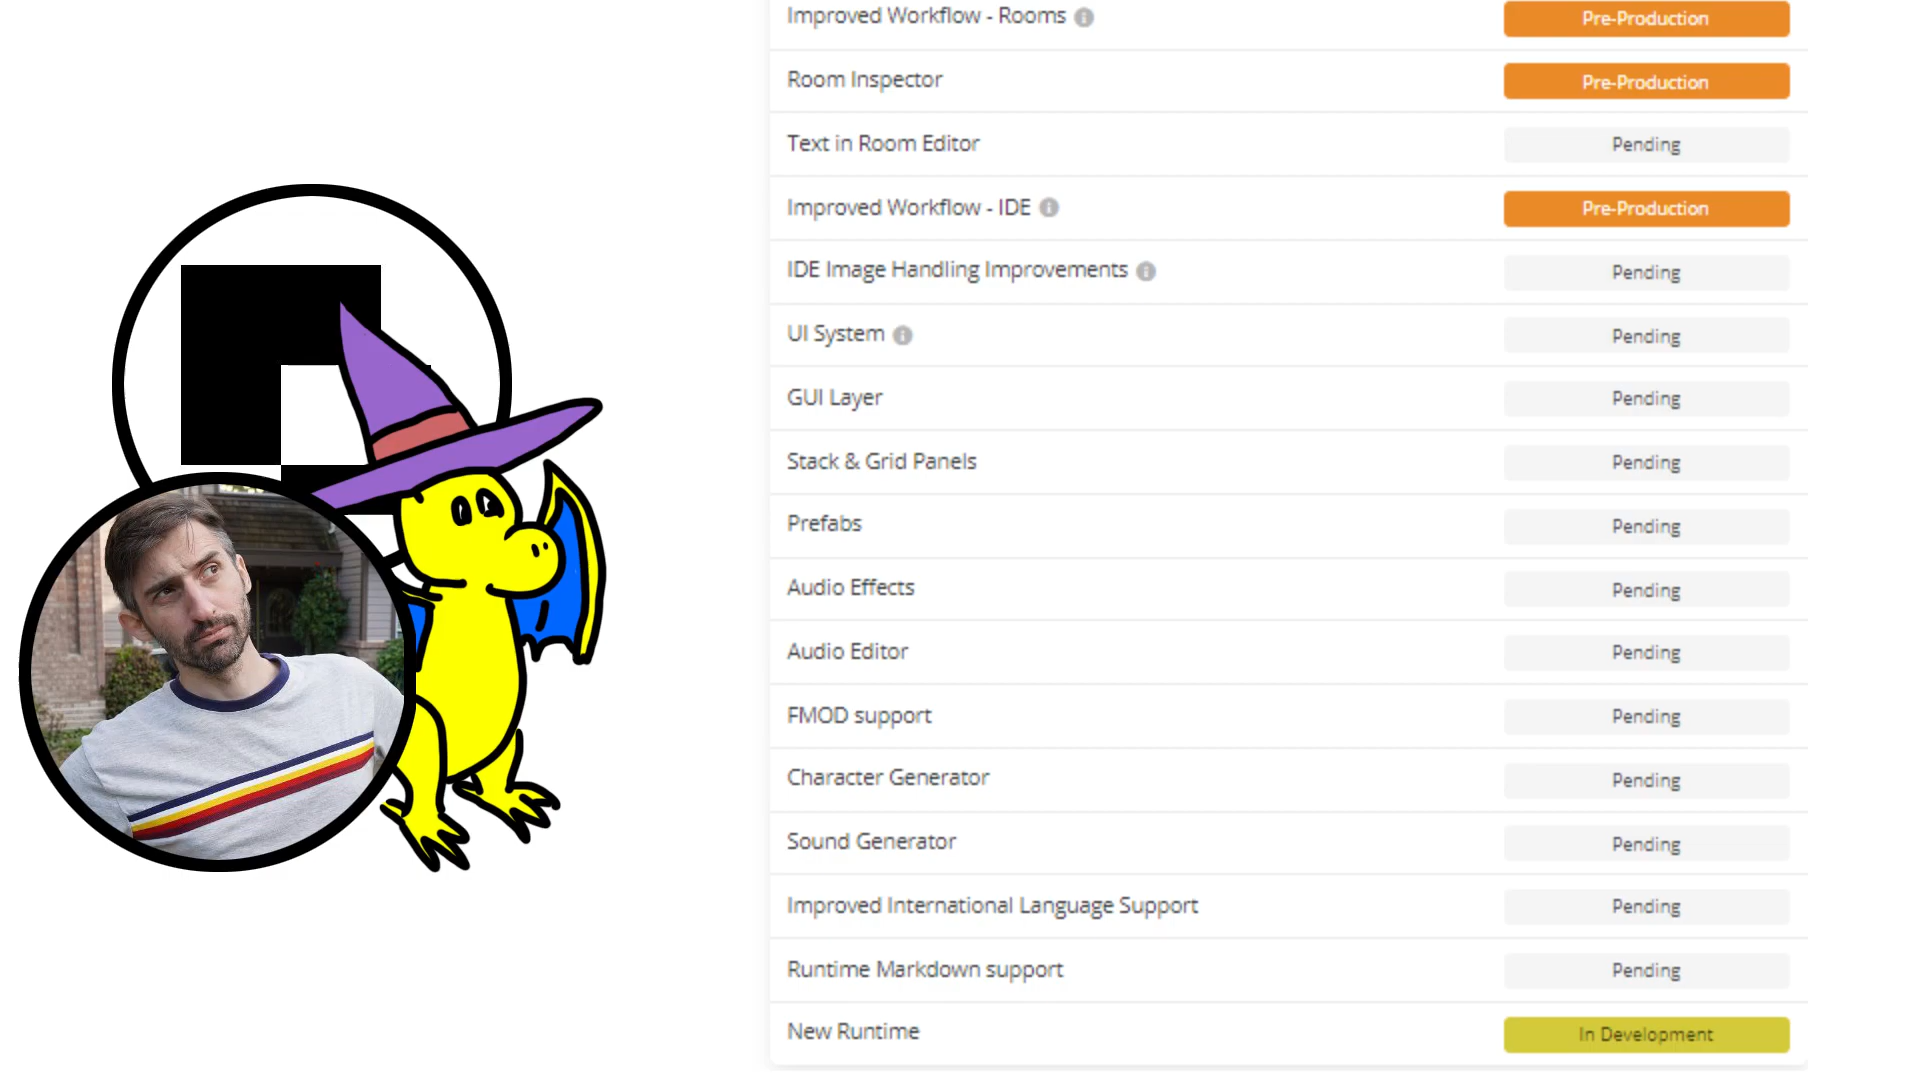 Improved Workflow - Rooms Pre-Production
Room Inspector Pre-Production
Text in Room Editor Pending
Improved Workflow - IDE Pre-Production
IDE Image Handling Improvements Pending
UI System Pending
GUI Layer Pending
Stack & Grid Panels Pending
Prefabs Pending
Audio Effects Pending
Audio Editor Pending
FMOD support Pending
Character Generator Pending
Sound Generator Pending
Improved International Language Support Pending
Runtime Markdown support Pending
New Runtime In Development